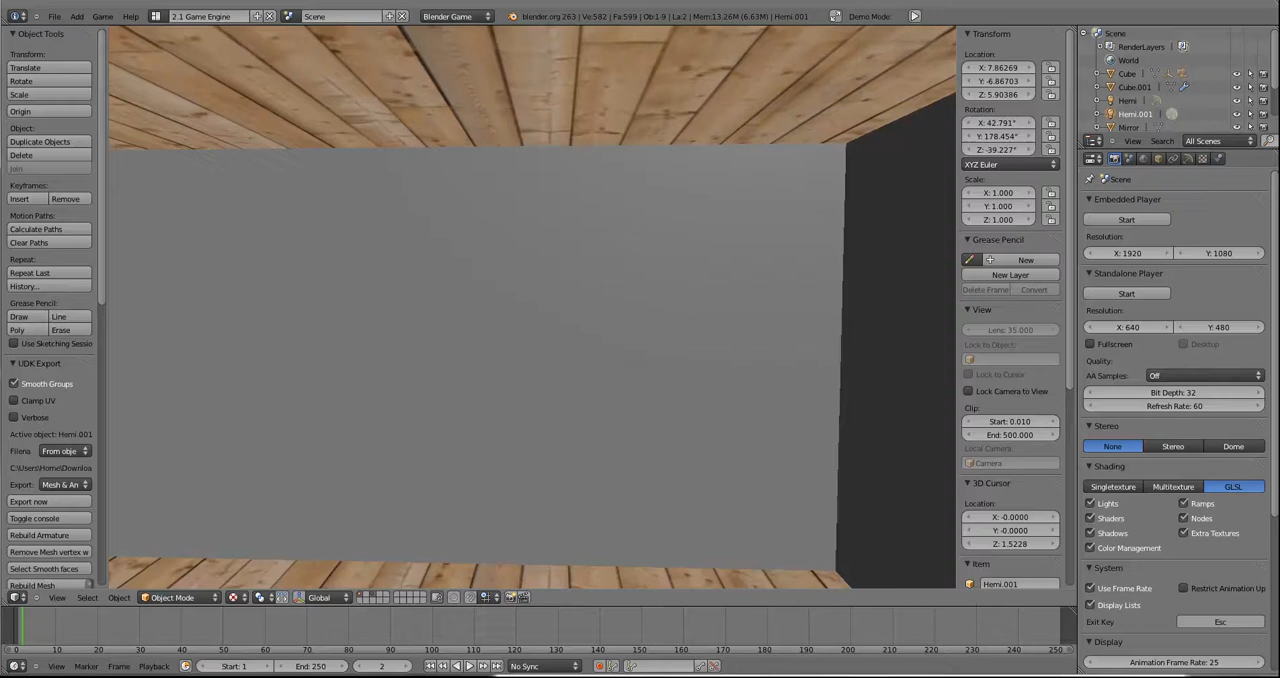 File Add Game Help 2.1 Game Engine Scene Blender Game blender.org 263 | Ve:582 | Fa:599 | Ob:1-9 | La:2 | Mem:13.26M (6.63M) | Hemi.001 Demo Mode:
Object Tools
Transform:
Translate
Rotate
Scale
Origin
Object:
Duplicate Objects
Delete
Join
Keyframes:
Insert Remove
Motion Paths:
Calculate Paths
Clear Paths
Repeat:
Repeat Last
History...
Grease Pencil:
Draw Line
Poly Erase
Use Sketching Sessio
UDK Export
Smooth Groups
Clamp UV
Verbose
Active object: Hemi.001
Filena From obje
C:\Users\Home\Downloa
Export: Mesh & An
Export now
Toggle console
Rebuild Armature
Remove Mesh vertex w
Select Smooth faces
Rebuild Mesh
Transform
Location:
X: 7.86269
Y: -6.86703
Z: 5.90386
Rotation:
X: 42.791°
Y: 178.454°
Z: -39.227°
XYZ Euler
Scale:
X: 1.000
Y: 1.000
Z: 1.000
Grease Pencil
New
New Layer
Delete Frame Convert
View
Lens: 35.000
Lock to Object:
Lock to Cursor
Lock Camera to View
Clip:
Start: 0.010
End: 500.000
Local Camera:
Camera
3D Cursor
Location:
X: -0.0000
Y: -0.0000
Z: 1.5228
Item
Hemi.001
Scene
RenderLayers
World
Cube
Cube.001
Hemi
Hemi.001
Mirror
View Search All Scenes
Scene
Embedded Player
Start
Resolution:
X: 1920 Y: 1080
Standalone Player
Start
Resolution:
X: 640 Y: 480
Fullscreen Desktop
Quality:
AA Samples: Off
Bit Depth: 32
Refresh Rate: 60
Stereo
None Stereo Dome
Shading
Singletexture Multitexture GLSL
Lights Ramps
Shaders Nodes
Shadows Extra Textures
Color Management
System
Use Frame Rate Restrict Animation Up
Display Lists
Exit Key Esc
Display
Animation Frame Rate: 25
View Select Object Object Mode Global
0 10 20 30 40 50 60 70 80 90 100 110 120 130 140 150 160 170 180 190 200 210 220 230 240 250
View Marker Frame Playback Start: 1 End: 250 2 No Sync